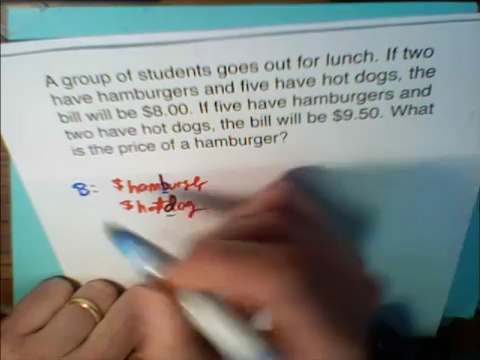 A group of students goes out for lunch. If two
have hamburgers and five have hot dogs, the
bill will be $8.00. If five have hamburgers and
two have hot dogs, the bill will be $9.50. What
is the price of a hamburger?
B: $ hamburger
$ hotdog